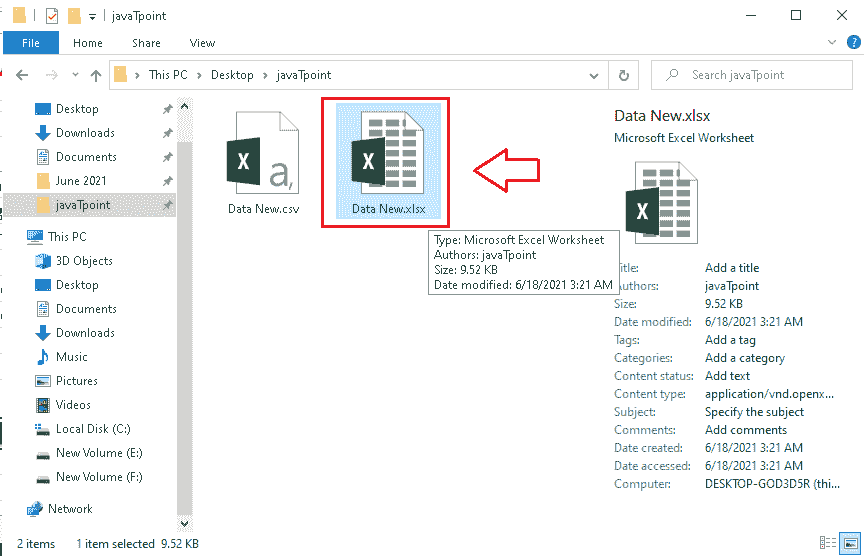 javaTpoint
File Home Share View
This PC > Desktop > javaTpoint
Search javaTpoint
Desktop
Downloads
Documents
June 2021
javaTpoint
This PC
3D Objects
Desktop
Documents
Downloads
Music
Pictures
Videos
Local Disk (C:)
New Volume (E:)
New Volume (F:)
Network
Data New.csv
Data New.xlsx
Type: Microsoft Excel Worksheet
Authors: javaTpoint
Size: 9.52 KB
Date modified: 6/18/2021 3:21 AM
Data New.xlsx
Microsoft Excel Worksheet
Title: Add a title
Authors: javaTpoint
Size: 9.52 KB
Date modified: 6/18/2021 3:21 AM
Tags: Add a tag
Categories: Add a category
Content status: Add text
Content type: application/vnd.openx...
Subject: Specify the subject
Comments: Add comments
Date created: 6/18/2021 3:21 AM
Date accessed: 6/18/2021 3:21 AM
Computer: DESKTOP-GOD3D5R (thi...
2 items 1 item selected 9.52 KB